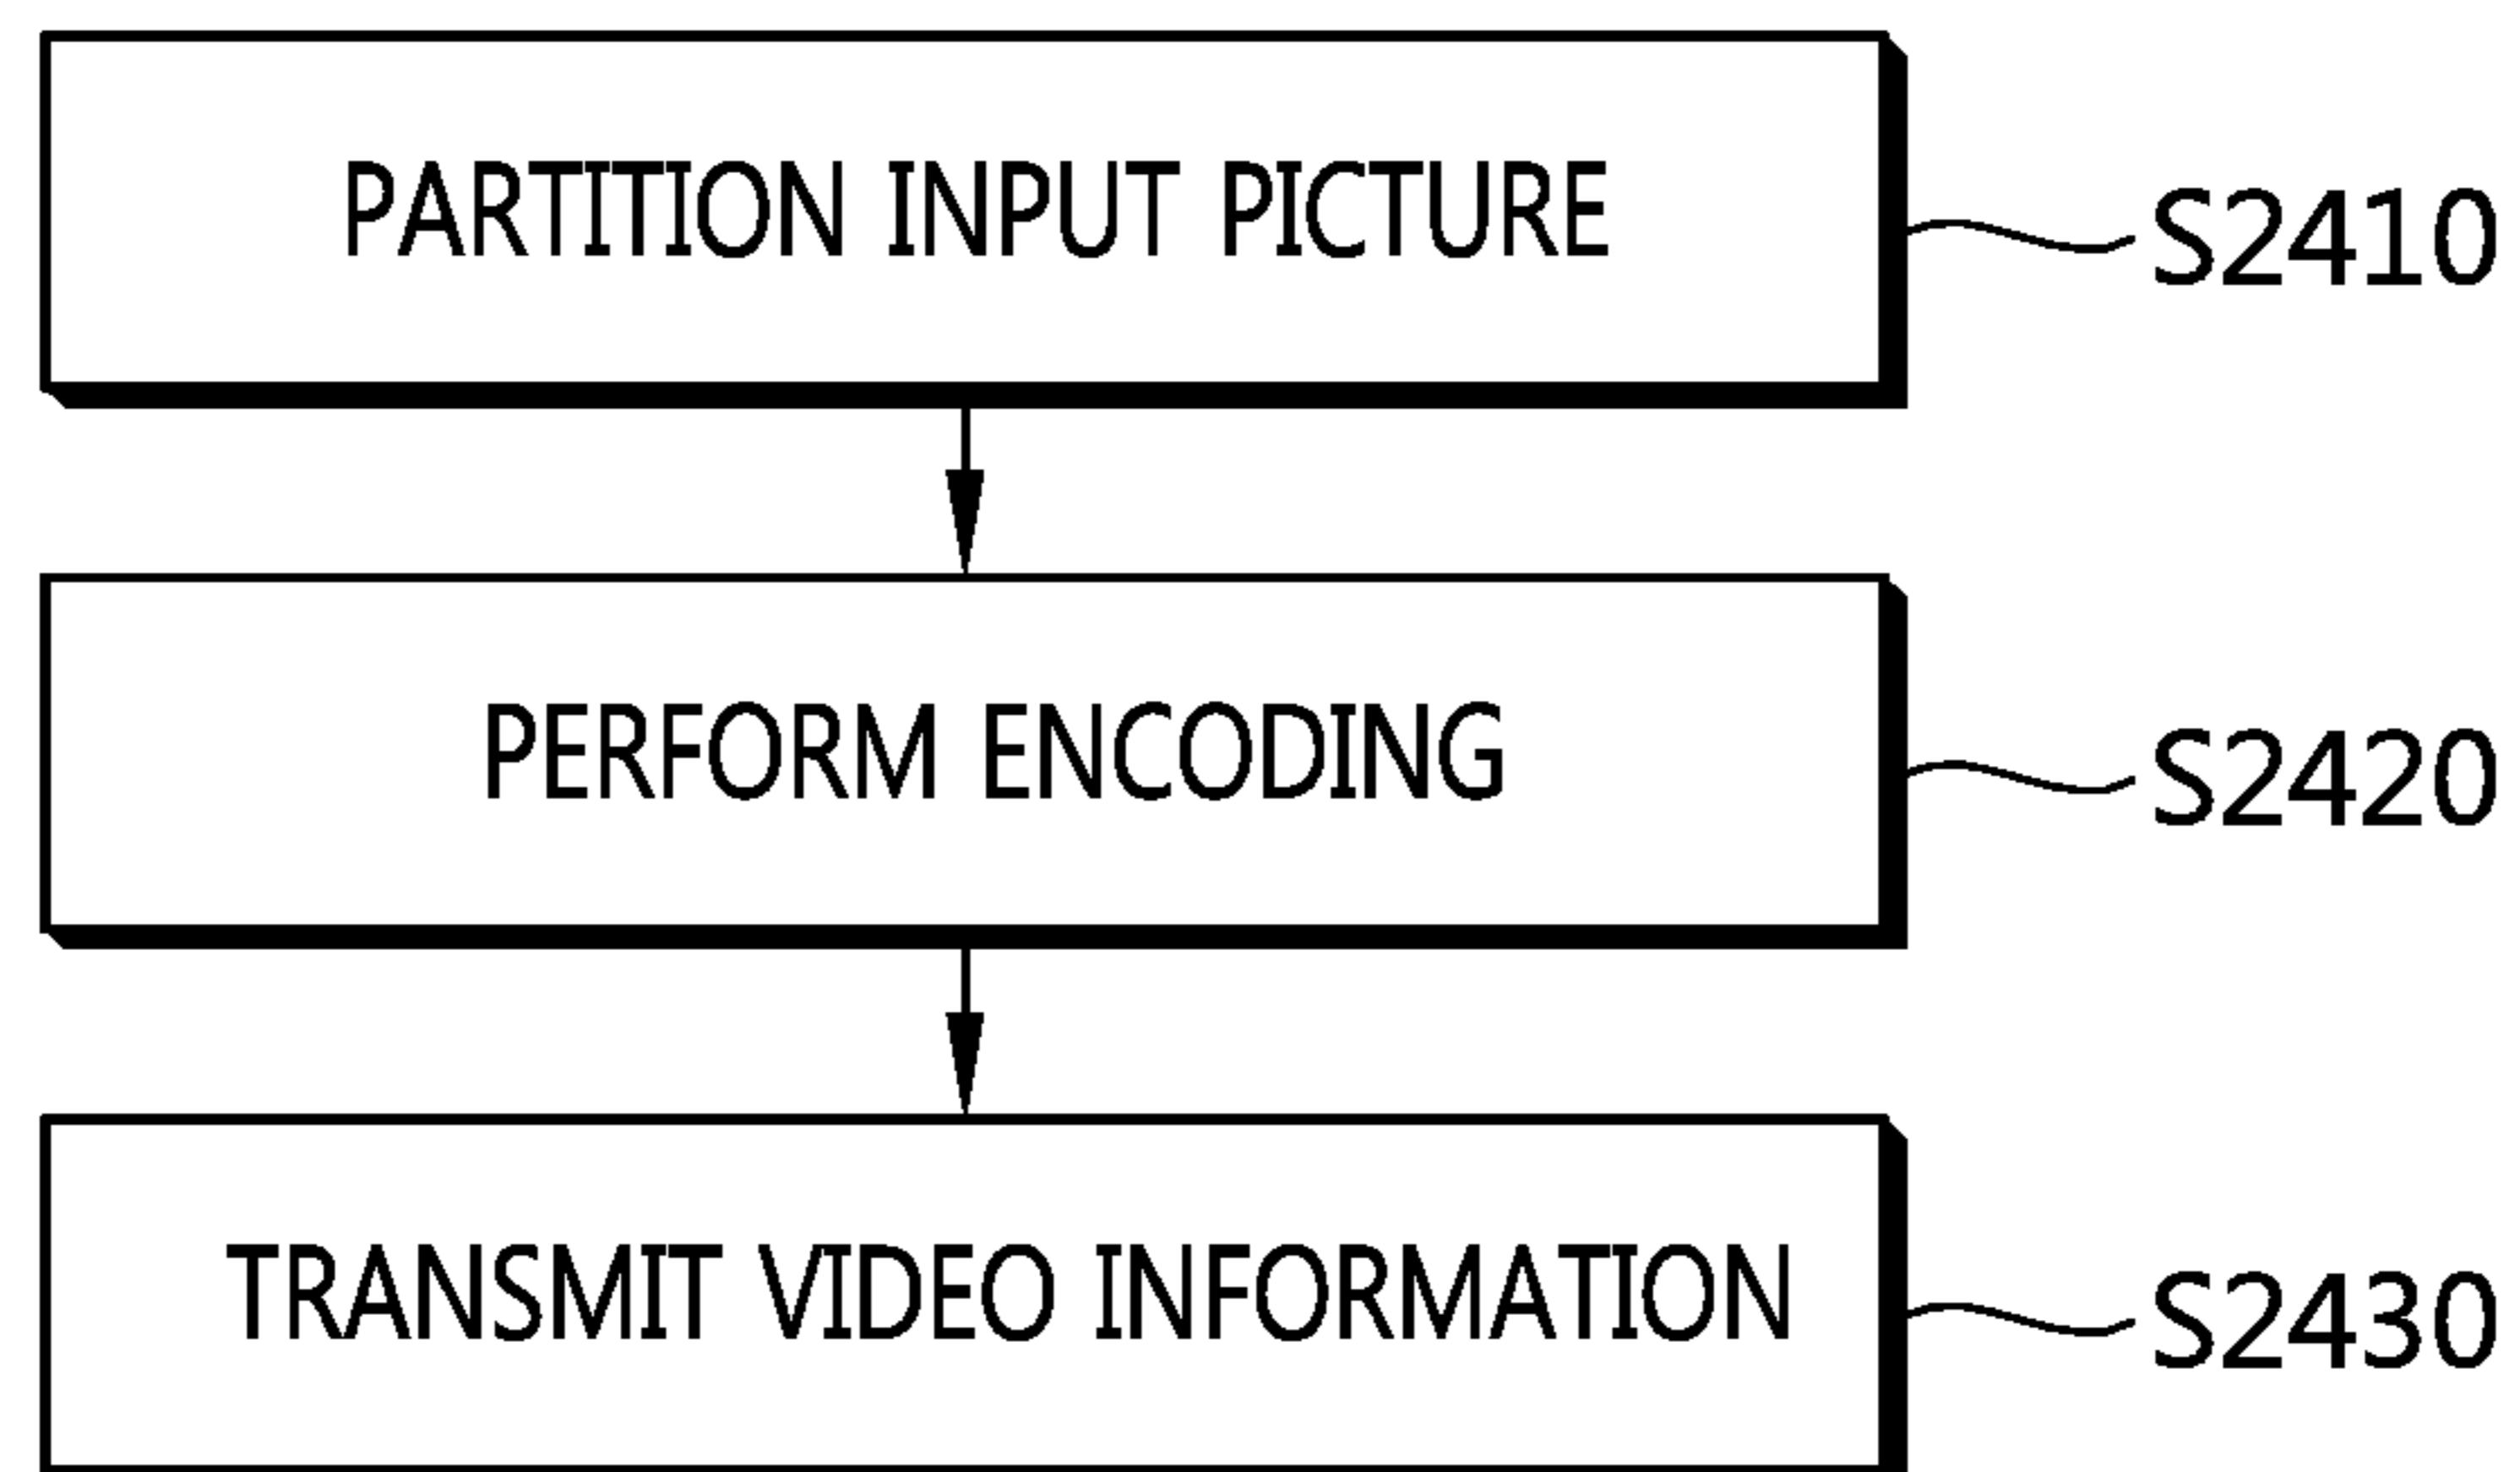 PARTITION INPUT PICTURE
S2410
PERFORM ENCODING
S2420
TRANSMIT VIDEO INFORMATION
S2430